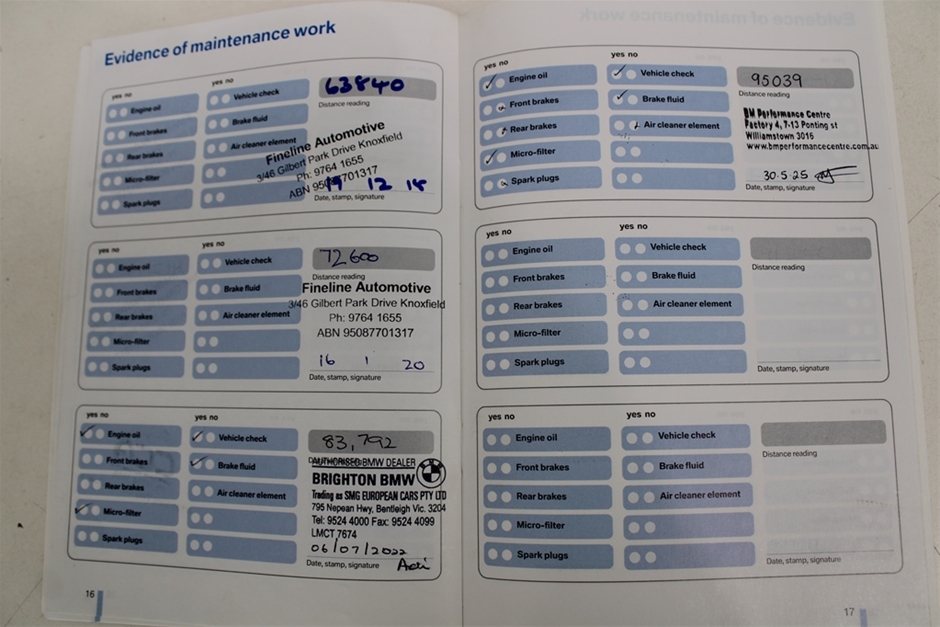 Evidence of maintenance work
yes no
yes no
Engine oil
Vehicle check
Front brakes
Brake fluid
Rear brakes
Air cleaner element
Micro-filter
Spark plugs
63840
Distance reading
Fineline Automotive
3/46 Gilbert Park Drive Knoxfield
Ph: 9764 1655
ABN 95087701317
19 12 18
Date, stamp, signature
yes no
yes no
Engine oil
Vehicle check
Front brakes
Brake fluid
Rear brakes
Air cleaner element
Micro-filter
Spark plugs
72600
Distance reading
Fineline Automotive
3/46 Gilbert Park Drive Knoxfield
Ph: 9764 1655
ABN 95087701317
16 1 20
Date, stamp, signature
yes no
yes no
Engine oil
Vehicle check
Front brakes
Brake fluid
Rear brakes
Air cleaner element
Micro-filter
Spark plugs
83,792
AUTHORISED BMW DEALER
BRIGHTON BMW
Trading as SMG EUROPEAN CARS PTY LTD
795 Nepean Hwy, Bentleigh Vic. 3204
Tel: 9524 4000 Fax: 9524 4099
LMCT 7674
06/07/2022
Date, stamp, signature
16
yes no
yes no
Engine oil
Vehicle check
Front brakes
Brake fluid
Rear brakes
Air cleaner element
Micro-filter
Spark plugs
95039
Distance reading
BM Performance Centre
Factory 4, 7-13 Ponting st
Williamstown 3016
www.bmperformancecentre.com.au
30.5.25
Date, stamp, signature
yes no
yes no
Engine oil
Vehicle check
Front brakes
Brake fluid
Rear brakes
Air cleaner element
Micro-filter
Spark plugs
Distance reading
Date, stamp, signature
yes no
yes no
Engine oil
Vehicle check
Front brakes
Brake fluid
Rear brakes
Air cleaner element
Micro-filter
Spark plugs
Distance reading
Date, stamp, signature
17